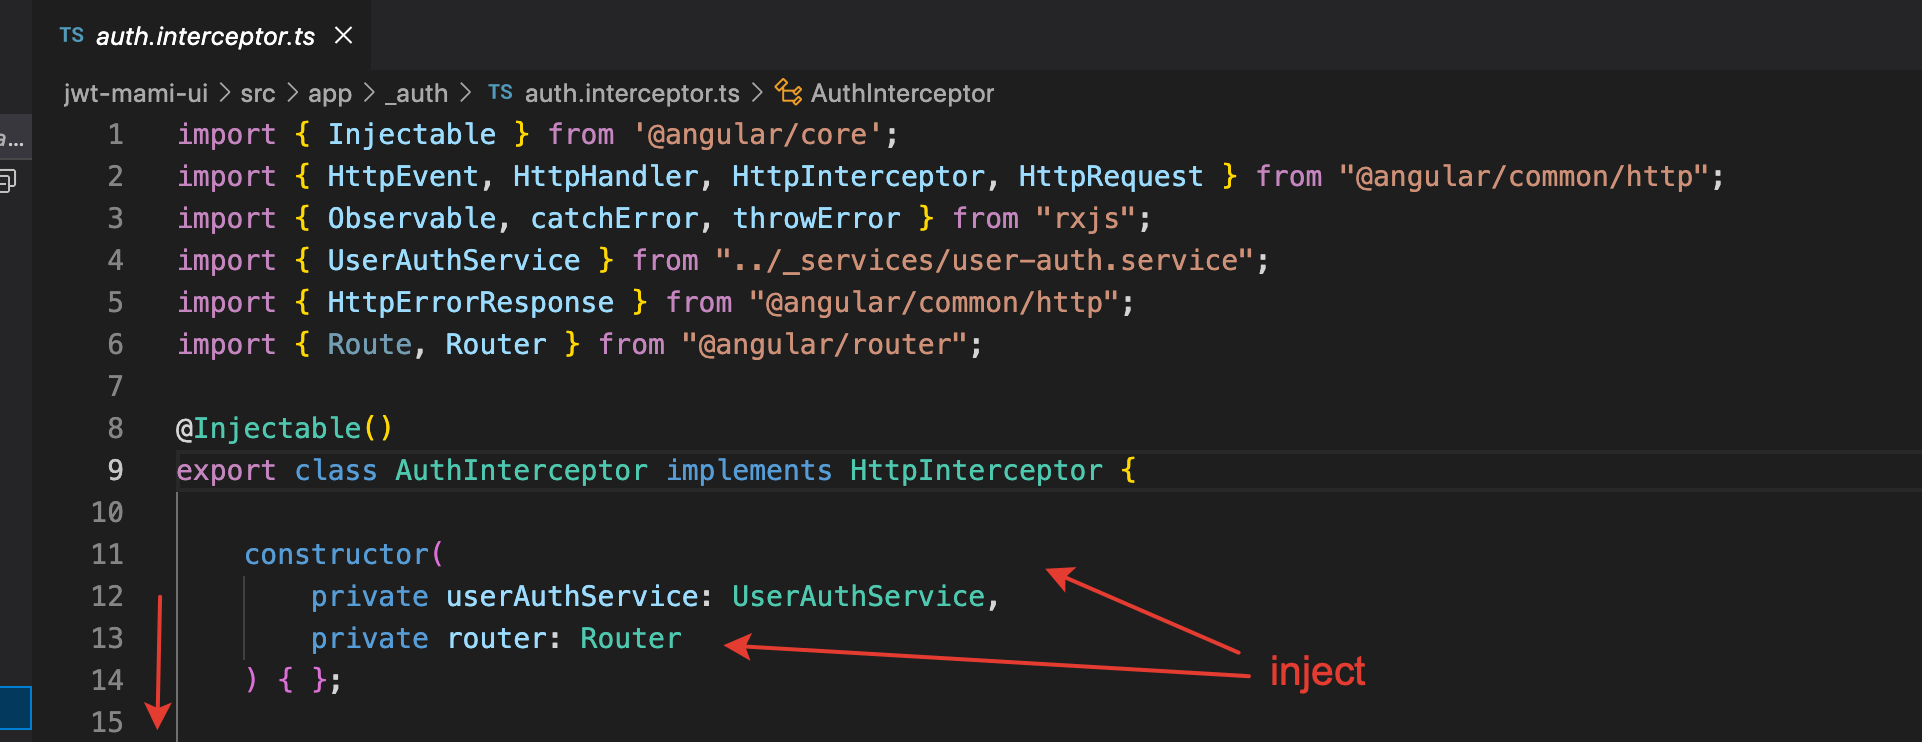 TS auth.interceptor.ts
jwt-mami-ui > src > app > _auth > TS auth.interceptor.ts > AuthInterceptor
a...
1 import { Injectable } from '@angular/core';
2 import { HttpEvent, HttpHandler, HttpInterceptor, HttpRequest } from "@angular/common/http";
3 import { Observable, catchError, throwError } from "rxjs";
4 import { UserAuthService } from "../_services/user-auth.service";
5 import { HttpErrorResponse } from "@angular/common/http";
6 import { Route, Router } from "@angular/router";
7
8 @Injectable()
9 export class AuthInterceptor implements HttpInterceptor {
10
11 constructor(
12 private userAuthService: UserAuthService,
13 private router: Router
inject
14 ) { };
15